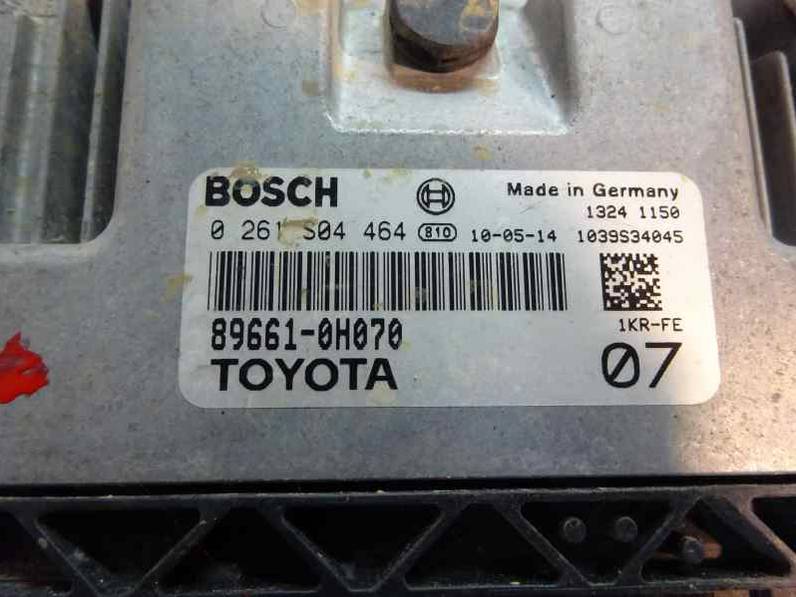 BOSCH Made in Germany
1324 1150
0 261 S04 464 810 10-05-14 1039S34045
89661-0H070 1KR-FE
TOYOTA 07